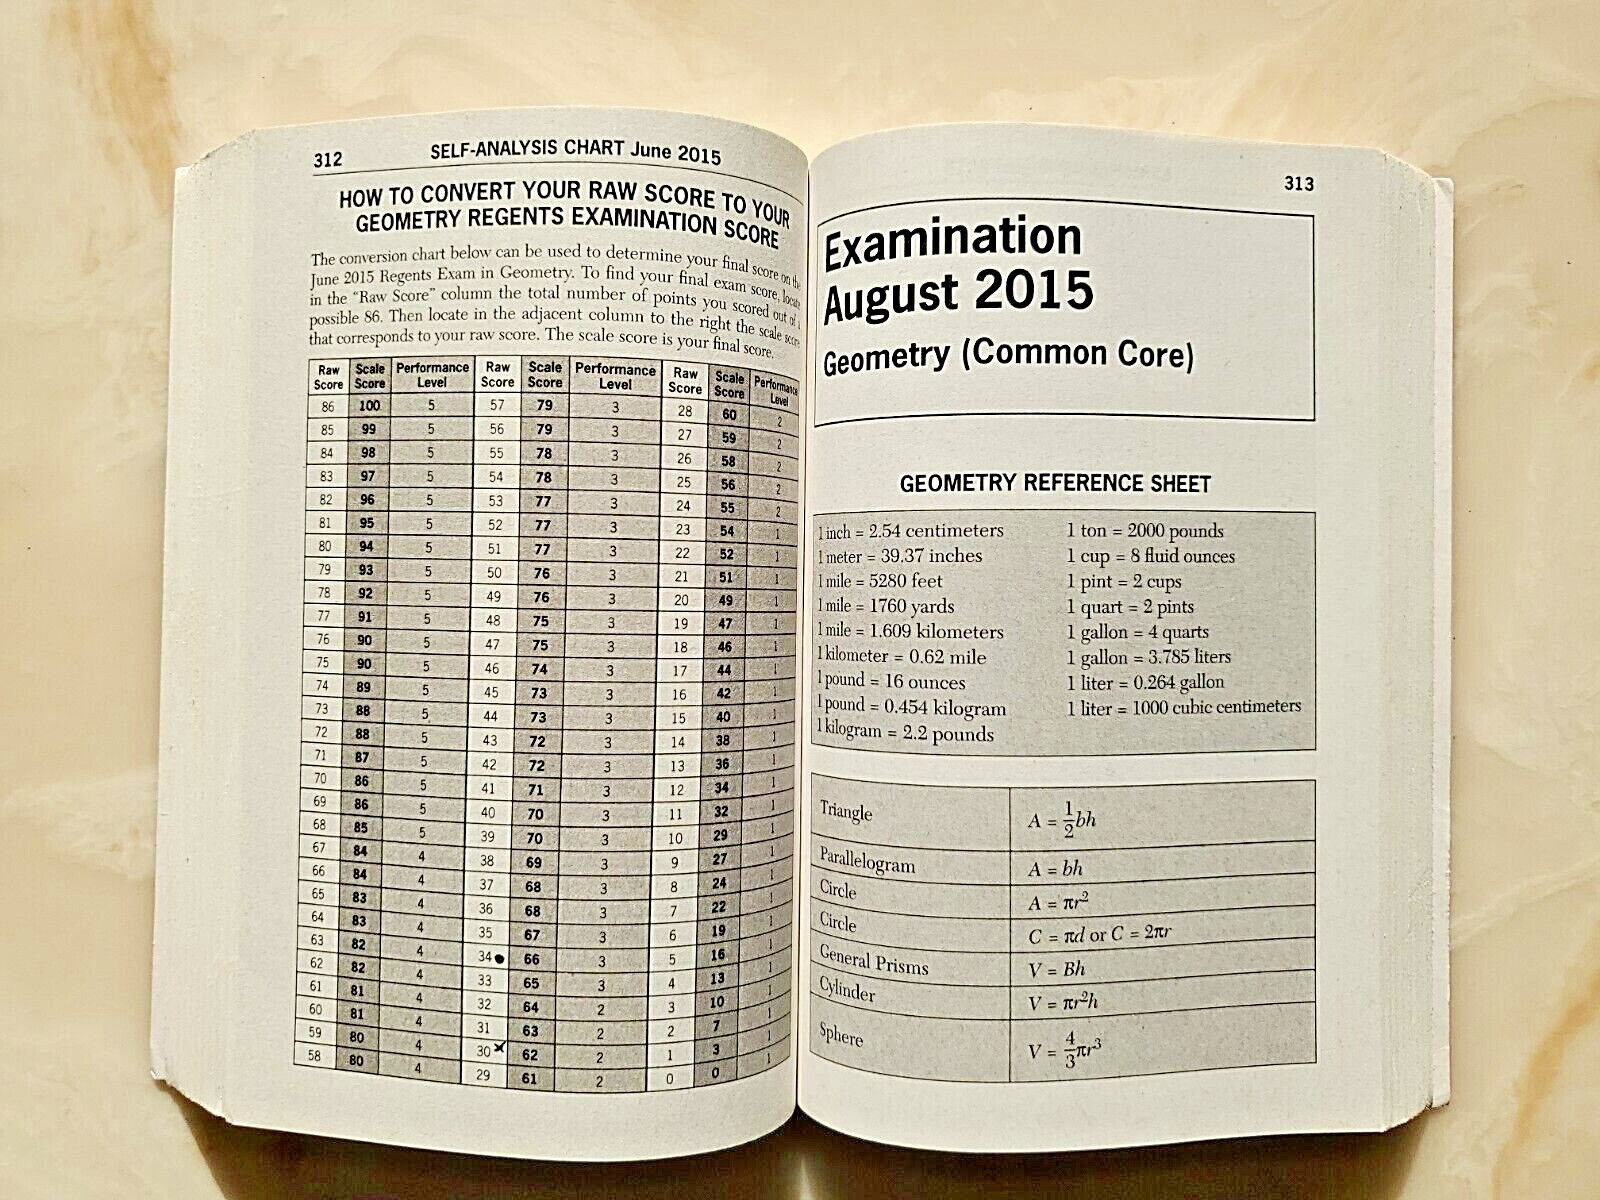 312
SELF-ANALYSIS CHART June 2015
HOW TO CONVERT YOUR RAW SCORE TO YOUR
GEOMETRY REGENTS EXAMINATION SCORE
The conversion chart below can be used to determine your final score on the
June 2015 Regents Exam in Geometry. To find your final exam score,
in the “Raw Score” column the total number of points you scored out of
possible 86. Then locate in the adjacent column to the right the scale score
that corresponds to your raw score. The scale score is your final score.
Raw Score Scale Score Performance Level Raw Score Scale Score Performance Level Raw Score Scale Score Performance Level
86 100 5 57 79 3 28 60 2
85 99 5 56 79 3 27 59 2
84 98 5 55 78 3 26 58 2
83 97 5 54 78 3 25 56 2
82 96 5 53 77 3 24 55 2
81 95 5 52 77 3 23 54 1
80 94 5 51 77 3 22 52 1
79 93 5 50 76 3 21 51 1
78 92 5 49 76 3 20 49 1
77 91 5 48 75 3 19 47 1
76 90 5 47 75 3 18 46 1
75 90 5 46 74 3 17 44 1
74 89 5 45 73 3 16 42 1
73 88 5 44 73 3 15 40 1
72 88 5 43 72 3 14 38 1
71 87 5 42 72 3 13 36 1
70 86 5 41 71 3 12 34 1
69 86 5 40 70 3 11 32 1
68 85 5 39 70 3 10 29 1
67 84 4 38 69 3 9 27 1
66 84 4 37 68 3 8 24 1
65 83 4 36 68 3 7 22 1
64 83 4 35 67 3 6 19 1
63 82 4 34 66 3 5 16 1
62 82 4 33 65 3 4 13 1
61 81 4 32 64 2 3 10 1
60 81 4 31 63 2 2 7 1
59 80 4 30 62 2 1 3 1
58 80 4 29 61 2 0 0 1
313
Examination
August 2015
Geometry (Common Core)
GEOMETRY REFERENCE SHEET
1 inch = 2.54 centimeters
1 meter = 39.37 inches
1 mile = 5280 feet
1 mile = 1760 yards
1 mile = 1.609 kilometers
1 kilometer = 0.62 mile
1 pound = 16 ounces
1 pound = 0.454 kilogram
1 kilogram = 2.2 pounds
1 ton = 2000 pounds
1 cup = 8 fluid ounces
1 pint = 2 cups
1 quart = 2 pints
1 gallon = 4 quarts
1 gallon = 3.785 liters
1 liter = 0.264 gallon
1 liter = 1000 cubic centimeters
Triangle A = 1/2 bh
Parallelogram A = bh
Circle A = πr²
Circle C = πd or C = 2πr
General Prisms V = Bh
Cylinder V = πr²h
Sphere V = 4/3 πr³